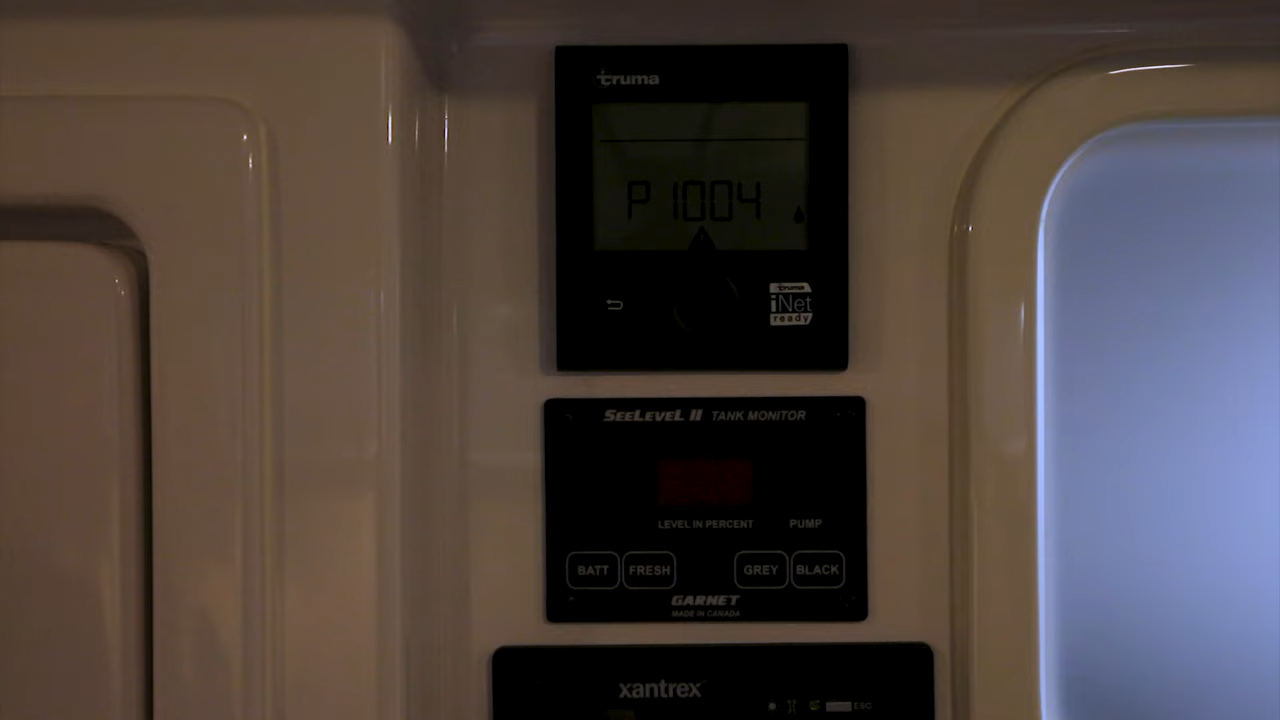 truma
P 1004
truma
iNet
ready
SEELEVEL II TANK MONITOR
LEVEL IN PERCENT PUMP
BATT FRESH GREY BLACK
GARNET
MADE IN CANADA
xantrex
ESC